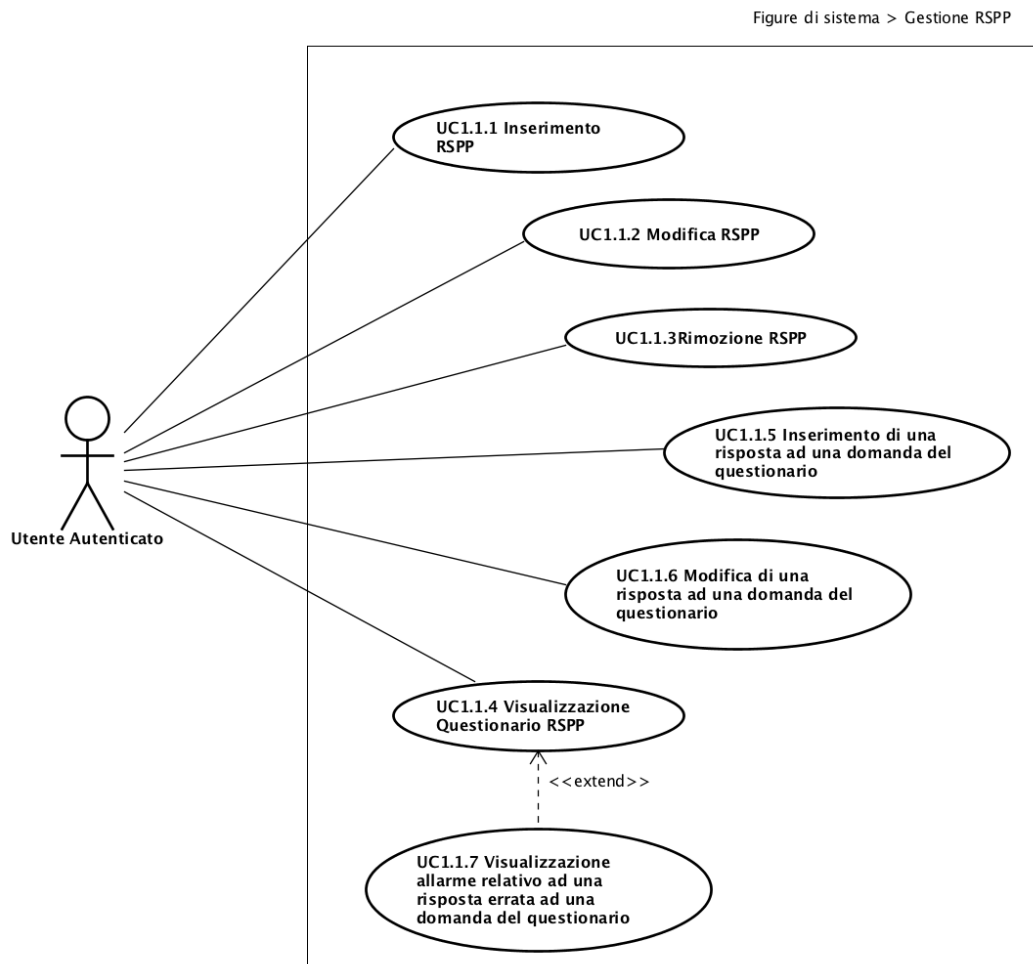 Figure di sistema > Gestione RSPP
UC1.1.1 Inserimento
RSPP
UC1.1.2 Modifica RSPP
UC1.1.3Rimozione RSPP
UC1.1.5 Inserimento di una
risposta ad una domanda del
questionario
Utente Autenticato
UC1.1.6 Modifica di una
risposta ad una domanda del
questionario
UC1.1.4 Visualizzazione
Questionario RSPP
<<extend>>
UC1.1.7 Visualizzazione
allarme relativo ad una
risposta errata ad una
domanda del questionario